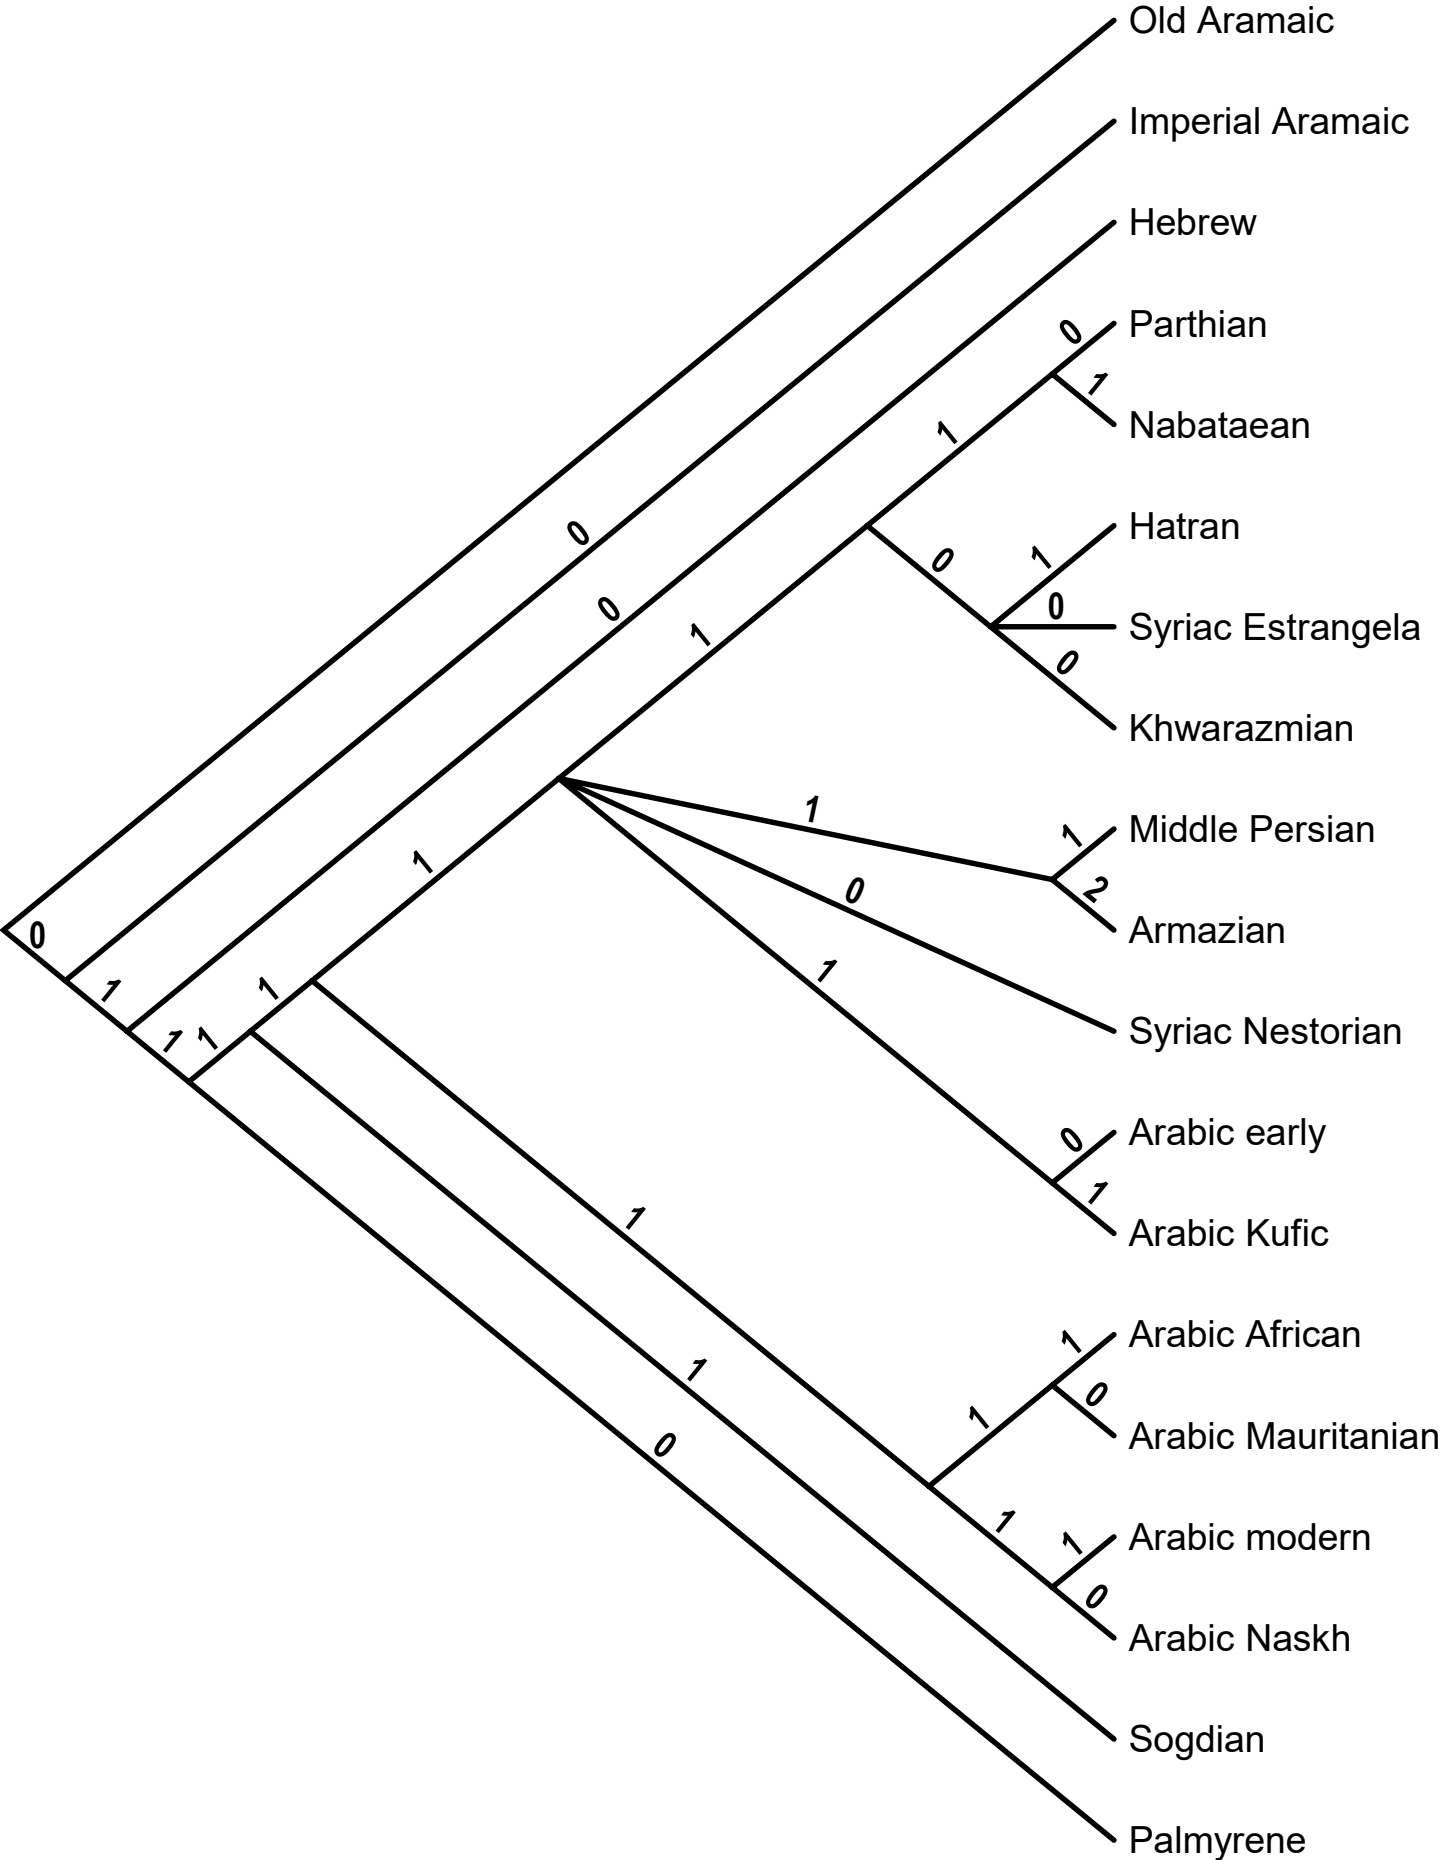 Old Aramaic
Imperial Aramaic
Hebrew
0 Parthian
1
1 Nabataean
0
Hatran
0 1
0
0 Syriac Estrangela
1
0
Khwarazmian
1 Middle Persian
1
1
0 2
0 Armazian
1
1 1
1 1 Syriac Nestorian
0 Arabic early
1
1 Arabic Kufic
1 Arabic African
1
0
1 Arabic Mauritanian
0
1
1 Arabic modern
0
Arabic Naskh
Sogdian
Palmyrene